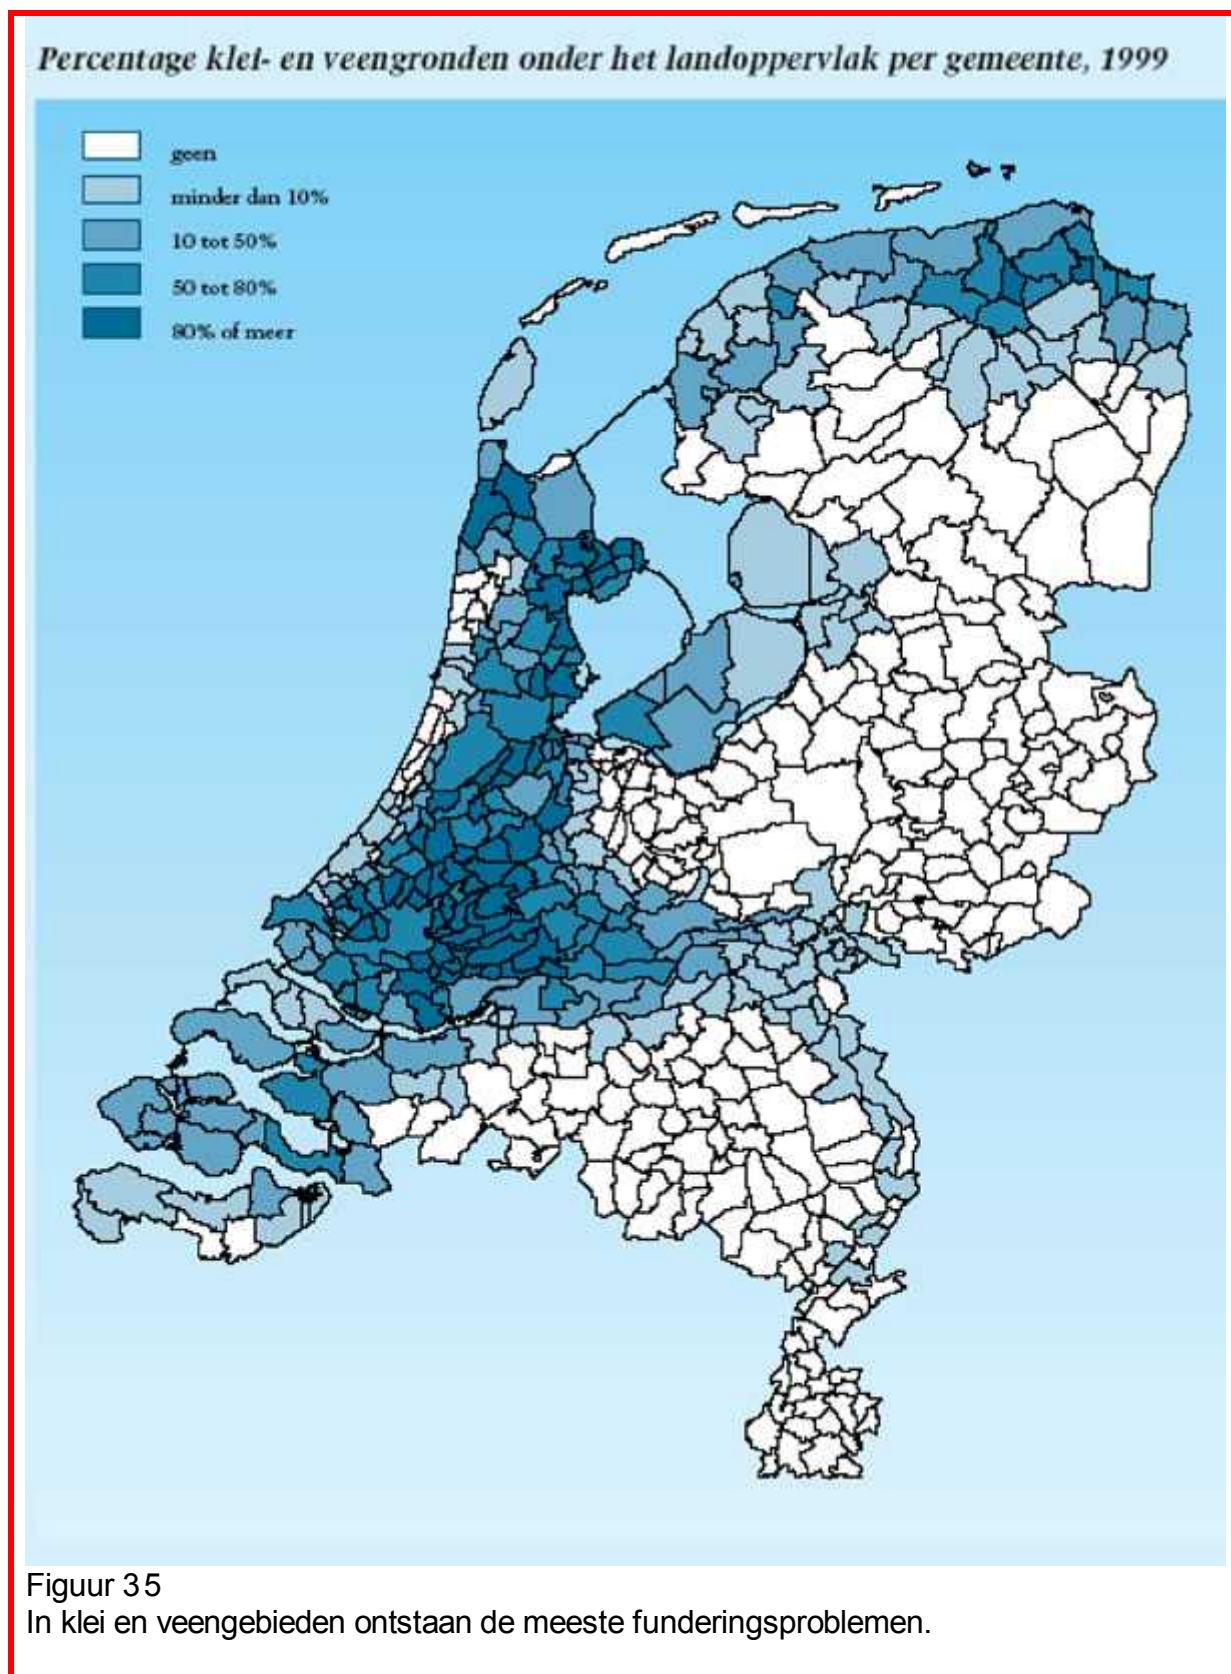 Percentage klei- en veengronden onder het landoppervlak per gemeente, 1999
geen
minder dan 10%
10 tot 50%
50 tot 80%
80% of meer
Figuur 35
In klei en veengebieden ontstaan de meeste funderingsproblemen.